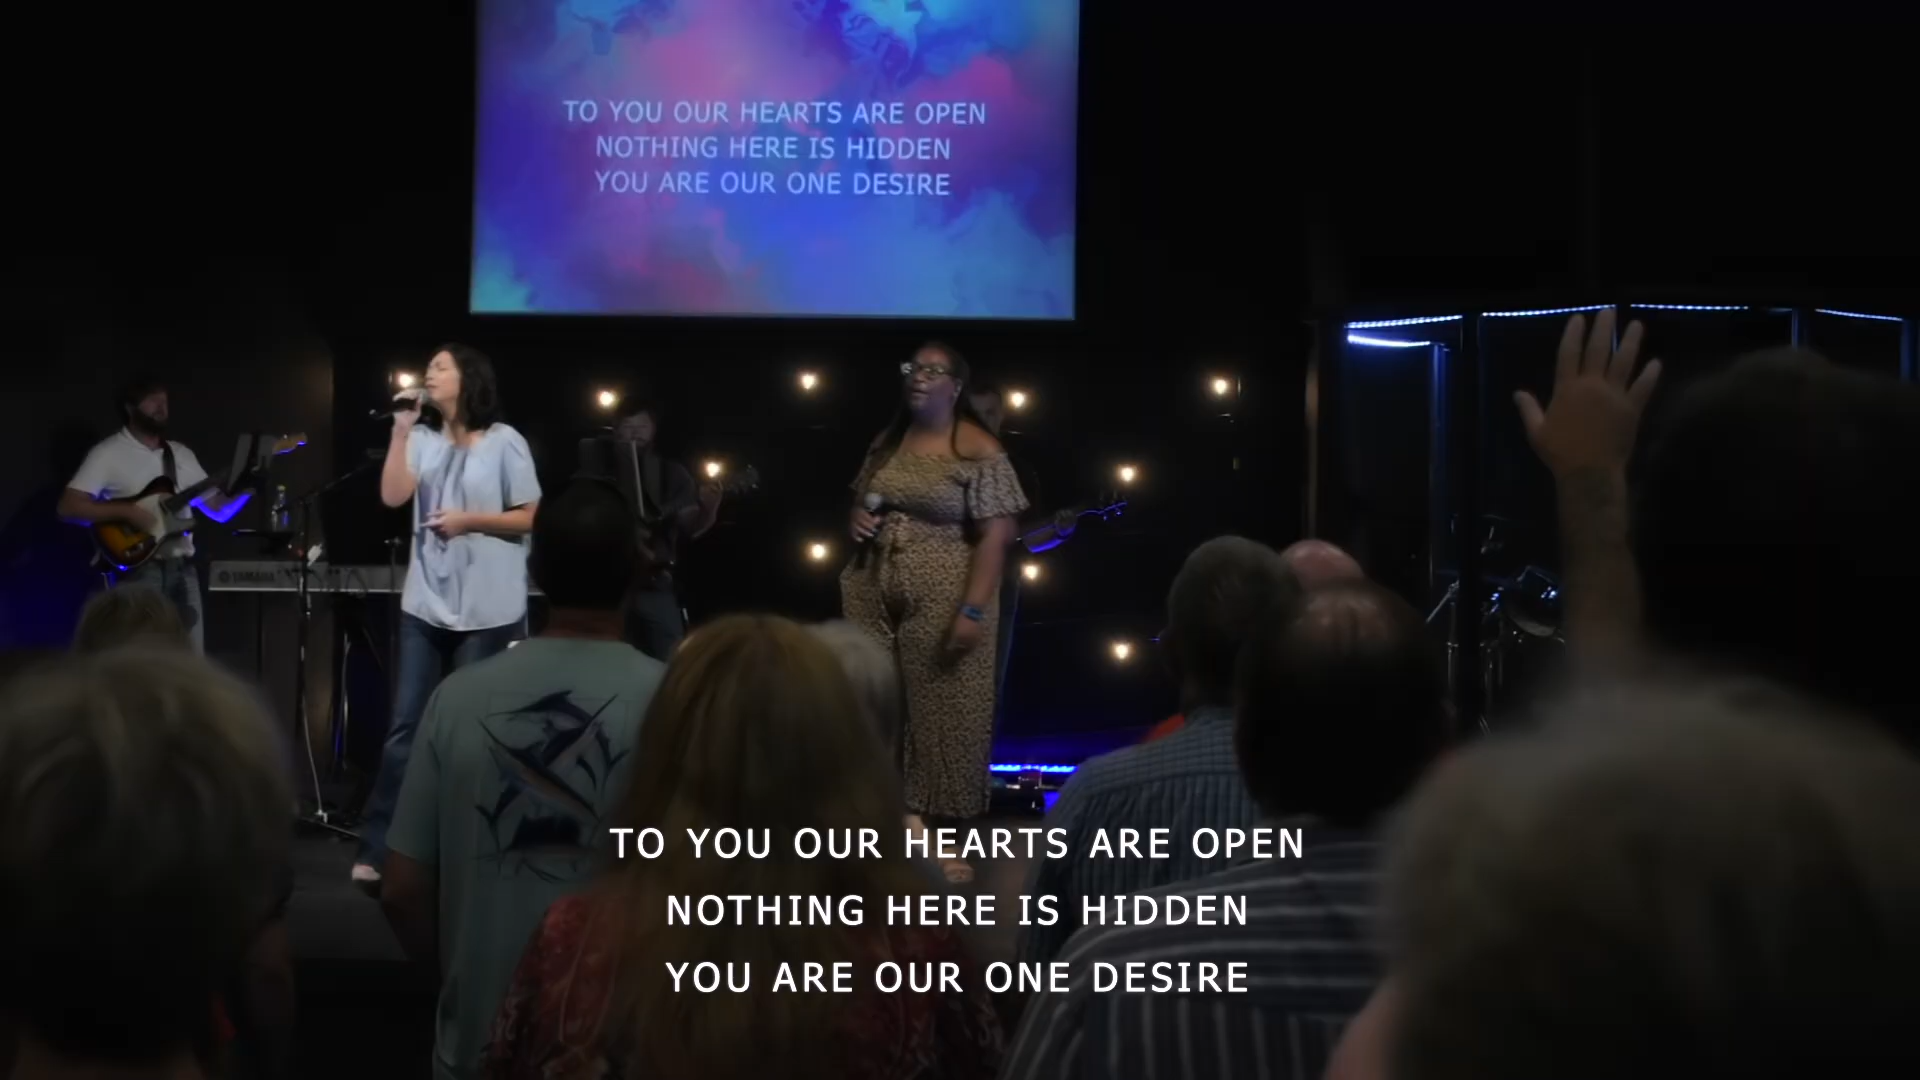 TO YOU OUR HEARTS ARE OPEN
NOTHING HERE IS HIDDEN
YOU ARE OUR ONE DESIRE
YAMAHA
TO YOU OUR HEARTS ARE OPEN
NOTHING HERE IS HIDDEN
YOU ARE OUR ONE DESIRE